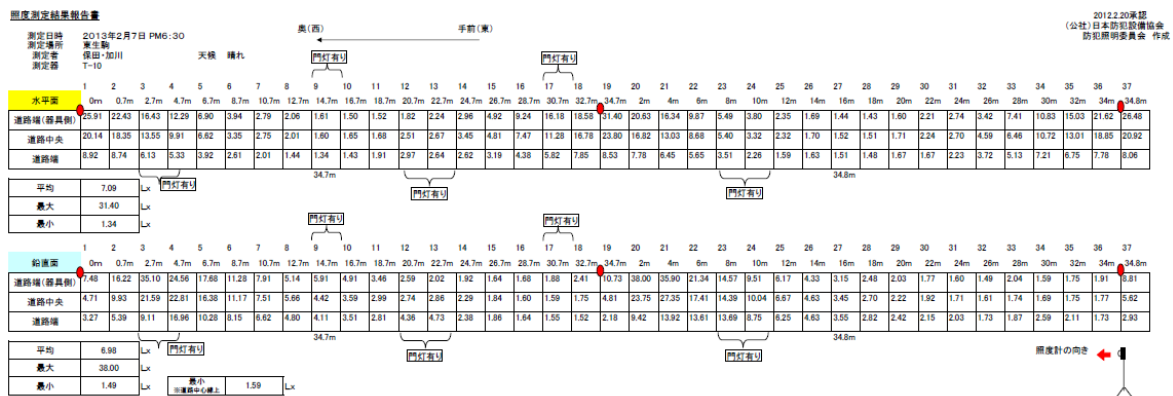 照度測定結果報告書
2012.2.20承認
(公社)日本防犯設備協会
防犯照明委員会 作成
測定日時 2013年2月7日 PM6:30
測定場所 東生駒
測定者 保田・加川 天候 晴れ
測定器 T-10
奥(西) 手前(東)
門灯有り 門灯有り
1 2 3 4 5 6 7 8 9 10 11 12 13 14 15 16 17 18 19 20 21 22 23 24 25 26 27 28 29 30 31 32 33 34 35 36 37
水平面 0m 0.7m 2.7m 4.7m 6.7m 8.7m 10.7m 12.7m 14.7m 16.7m 18.7m 20.7m 22.7m 24.7m 26.7m 28.7m 30.7m 32.7m 34.7m 2m 4m 6m 8m 10m 12m 14m 16m 18m 20m 22m 24m 26m 28m 30m 32m 34m 34.8m
道路端(器具側) 25.91 22.43 16.43 12.29 6.90 3.94 2.79 2.06 1.61 1.50 1.52 1.82 2.24 2.96 4.92 9.24 16.18 18.58 31.40 20.63 16.34 9.87 5.49 3.80 2.35 1.69 1.44 1.43 1.60 2.21 2.74 3.42 7.41 10.83 15.03 21.62 26.48
道路中央 20.14 18.35 13.55 9.91 6.62 3.35 2.75 2.01 1.60 1.65 1.68 2.51 2.67 3.45 4.81 7.47 11.28 16.78 23.80 16.82 13.03 8.68 5.40 3.32 2.32 1.70 1.52 1.51 1.71 2.24 2.70 4.59 6.46 10.72 13.01 18.85 20.92
道路端 8.92 8.74 6.13 5.33 3.92 2.61 2.01 1.44 1.34 1.43 1.91 2.97 2.64 2.62 3.19 4.38 5.82 7.85 8.53 7.78 6.45 5.65 3.51 2.26 1.59 1.63 1.51 1.48 1.67 1.67 2.23 3.72 5.13 7.21 6.75 7.78 8.06
34.7m 34.8m
門灯有り 門灯有り 門灯有り
平均 7.09 Lx
最大 31.40 Lx
最小 1.34 Lx
門灯有り 門灯有り
1 2 3 4 5 6 7 8 9 10 11 12 13 14 15 16 17 18 19 20 21 22 23 24 25 26 27 28 29 30 31 32 33 34 35 36 37
鉛直面 0m 0.7m 2.7m 4.7m 6.7m 8.7m 10.7m 12.7m 14.7m 16.7m 18.7m 20.7m 22.7m 24.7m 26.7m 28.7m 30.7m 32.7m 34.7m 2m 4m 6m 8m 10m 12m 14m 16m 18m 20m 22m 24m 26m 28m 30m 32m 34m 34.8m
道路端(器具側) 7.48 16.22 35.10 24.56 17.68 11.28 7.91 5.14 5.91 4.91 3.46 2.59 2.02 1.92 1.64 1.68 1.88 2.41 10.73 38.00 35.90 21.34 14.57 9.51 6.17 4.33 3.15 2.48 2.03 1.77 1.60 1.49 2.04 1.59 1.75 1.91 8.81
道路中央 4.71 9.93 21.59 22.81 16.38 11.17 7.51 5.66 4.42 3.59 2.99 2.74 2.86 2.29 1.84 1.60 1.59 1.75 4.81 23.75 27.35 17.41 14.39 10.04 6.67 4.63 3.45 2.70 2.22 1.92 1.71 1.61 1.74 1.69 1.75 1.77 5.62
道路端 3.27 5.39 9.11 16.96 10.28 8.15 6.62 4.80 4.11 3.51 2.81 4.36 4.73 2.38 1.86 1.64 1.55 1.52 2.18 9.42 13.92 13.61 13.69 8.75 6.25 4.63 3.55 2.82 2.42 2.15 2.03 1.73 1.87 2.59 2.11 1.73 2.93
34.7m 34.8m
門灯有り 門灯有り 門灯有り
照度計の向き
平均 6.98 Lx
最大 38.00 Lx
最小 1.49 Lx
最小 ※道路中心線上 1.59 Lx